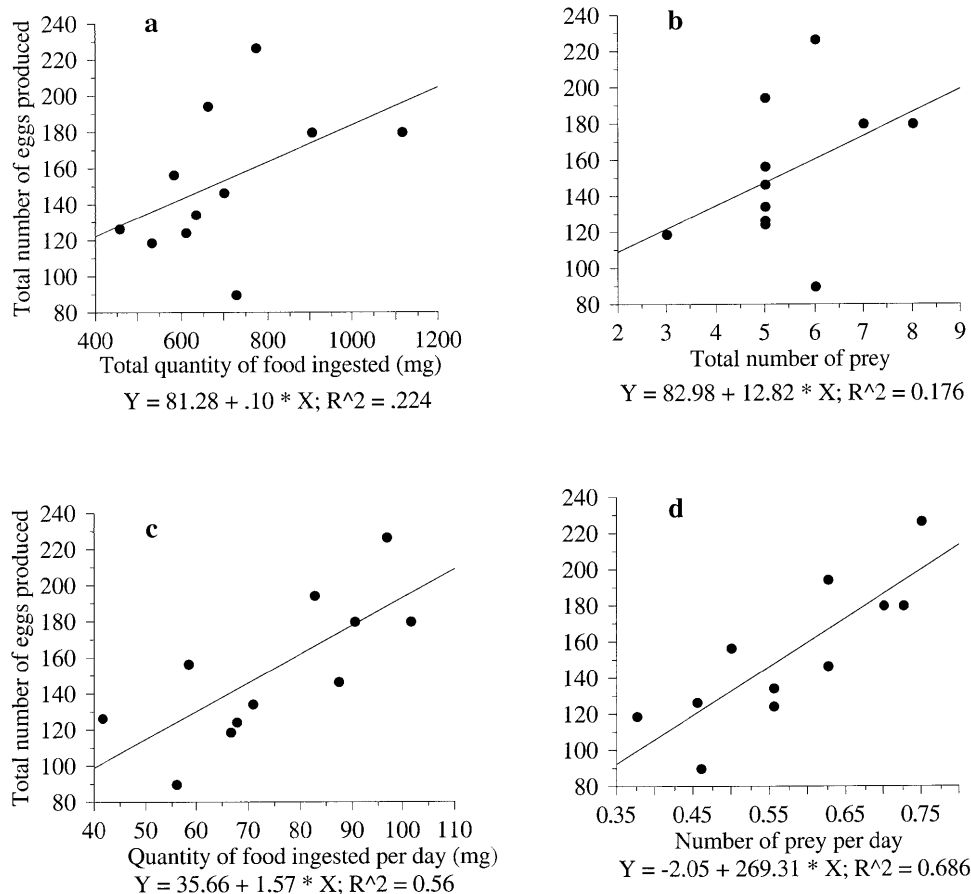 a
Total number of eggs produced
240
220
200
180
160
140
120
100
80
400 600 800 1000 1200
Total quantity of food ingested (mg)
Y = 81.28 + .10 * X; R^2 = .224
b
240
220
200
180
160
140
120
100
80
2 3 4 5 6 7 8 9
Total number of prey
Y = 82.98 + 12.82 * X; R^2 = 0.176
c
Total number of eggs produced
240
220
200
180
160
140
120
100
80
40 50 60 70 80 90 100 110
Quantity of food ingested per day (mg)
Y = 35.66 + 1.57 * X; R^2 = 0.56
d
240
220
200
180
160
140
120
100
80
0.35 0.45 0.55 0.65 0.75
Number of prey per day
Y = -2.05 + 269.31 * X; R^2 = 0.686